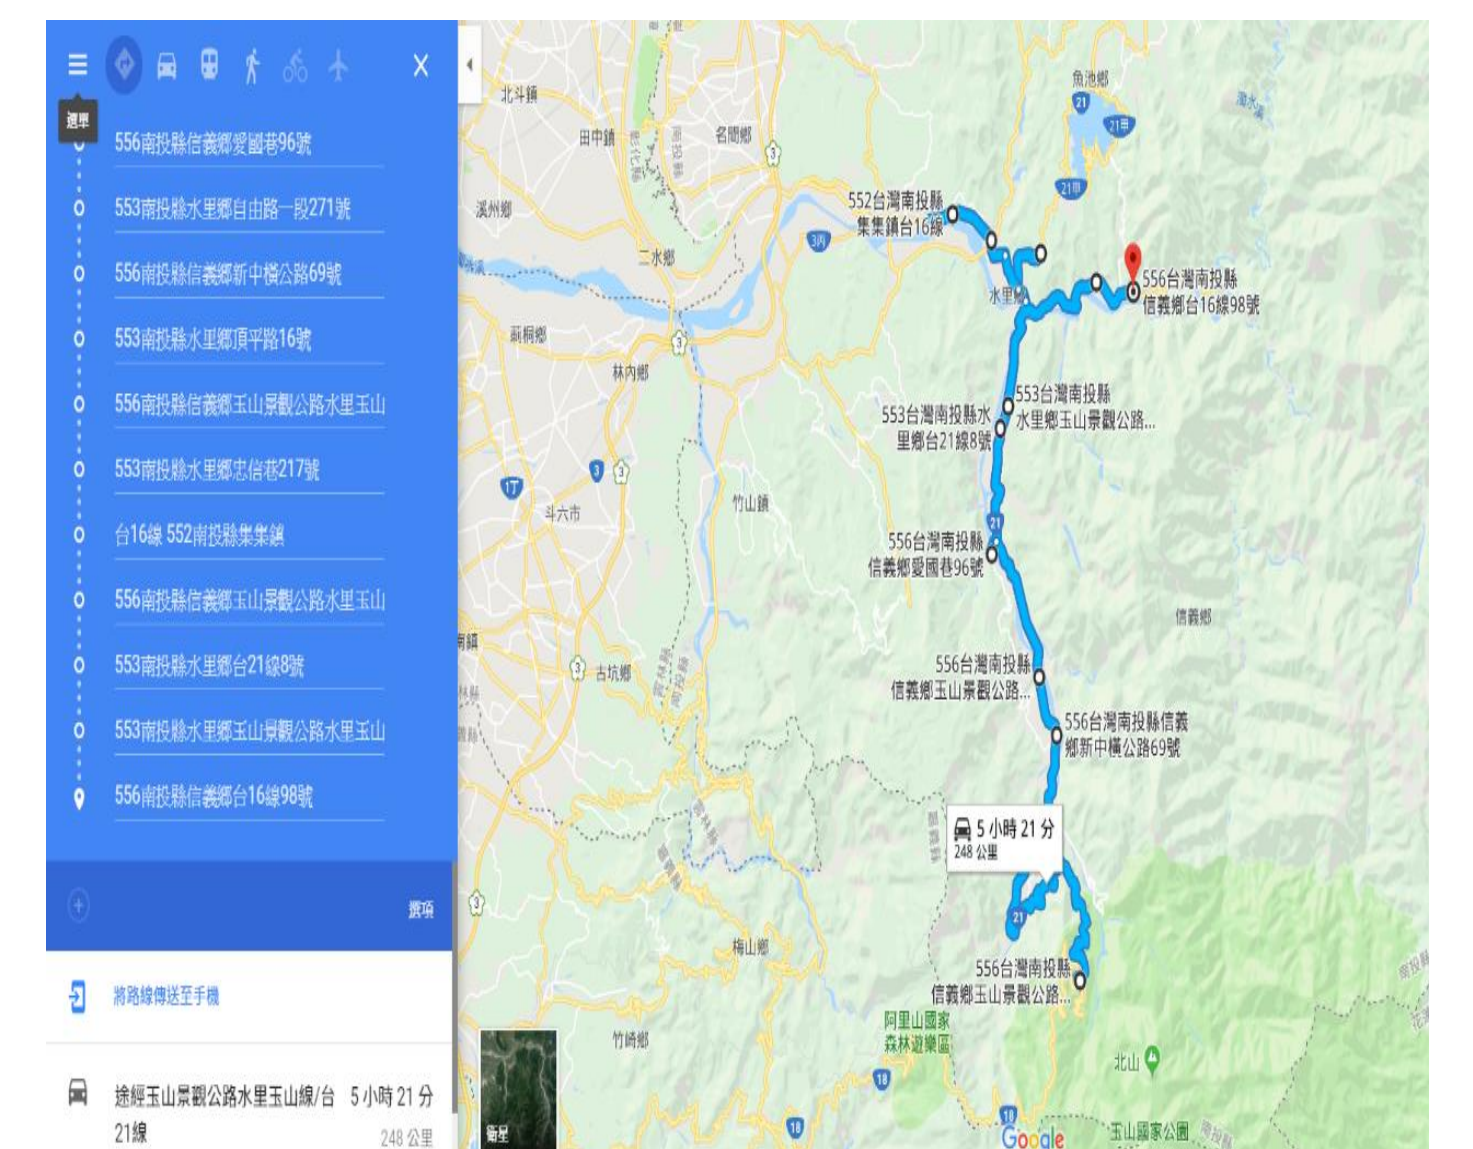 選單
556南投縣信義鄉愛國巷96號
553南投縣水里鄉自由路一段271號
556南投縣信義鄉新中橫公路69號
553南投縣水里鄉頂平路16號
556南投縣信義鄉玉山景觀公路水里玉山
553南投縣水里鄉忠信巷217號
台16線 552南投縣集集鎮
556南投縣信義鄉玉山景觀公路水里玉山
553南投縣水里鄉台21線8號
553南投縣水里鄉玉山景觀公路水里玉山
556南投縣信義鄉台16線98號
選項
將路線傳送至手機
途經玉山景觀公路水里玉山線/台
21線
5 小時 21 分
248 公里
北斗鎮
田中鎮
名間鄉
魚池鄉
21
21甲
21甲
3
溪州鄉
552台灣南投縣
集集鎮台16線
3丙
二水鄉
水里鄉
556台灣南投縣
信義鄉台16線98號
莿桐鄉
3
林內鄉
553台灣南投縣
水里鄉玉山景觀公路...
553台灣南投縣水
里鄉台21線8號
1丁
3
3
斗六市
竹山鎮
21
556台灣南投縣
信義鄉愛國巷96號
信義鄉
3
古坑鄉
556台灣南投縣
信義鄉玉山景觀公路...
556台灣南投縣信義
鄉新中橫公路69號
5 小時 21 分
248 公里
3
21
梅山鄉
556台灣南投縣
信義鄉玉山景觀公路...
阿里山國家
森林遊樂區
竹崎鄉
北山
18
18
18
衛星
Google
玉山國家公園